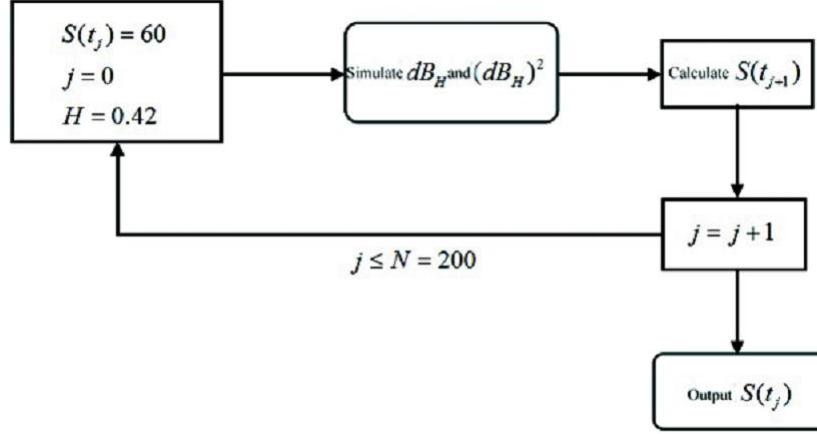 S(t_j) = 60
j = 0
H = 0.42
Simulate dB_H and (dB_H)^2
Calculate S(t_{j+1})
j = j+1
j ≤ N = 200
Output S(t_j)